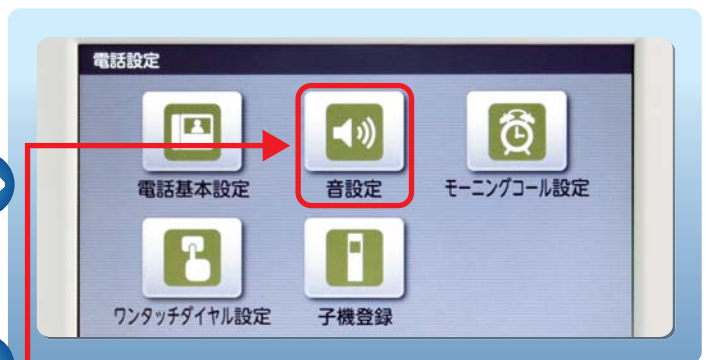 電話設定
電話基本設定
音設定
モーニングコール設定
ワンタッチダイヤル設定
子機登録